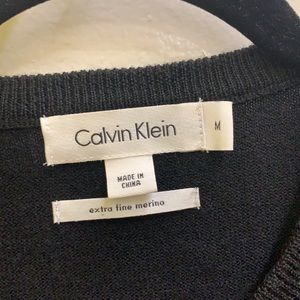 Calvin Klein
M
MADE IN
CHINA
extra fine merino